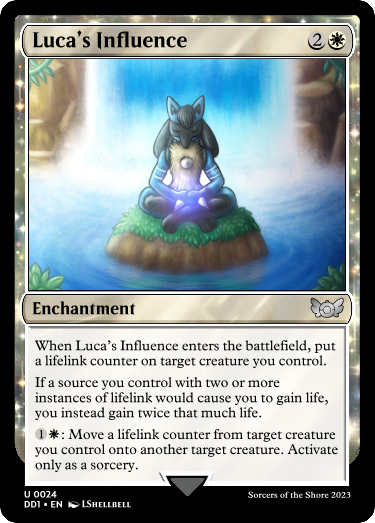 Luca's Influence 2
Enchantment
When Luca's Influence enters the battlefield, put
a lifelink counter on target creature you control.
If a source you control with two or more
instances of lifelink would cause you to gain life,
you instead gain twice that much life.
1 : Move a lifelink counter from target creature
you control onto another target creature. Activate
only as a sorcery.
U 0024
DD1 • EN LShellbell
Sorcers of the Shore 2023